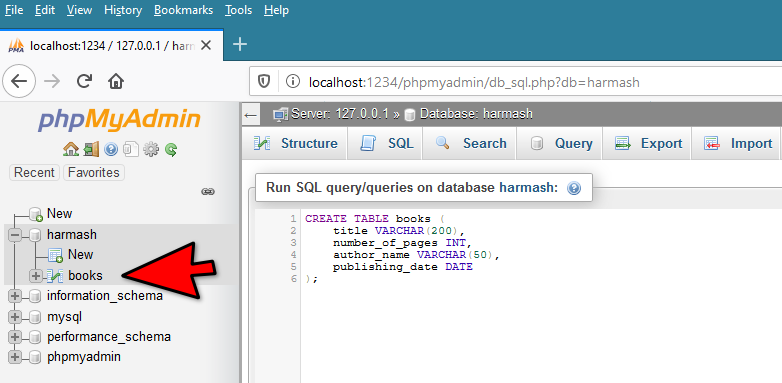 File Edit View History Bookmarks Tools Help
localhost:1234 / 127.0.0.1 / harm
localhost:1234/phpmyadmin/db_sql.php?db=harmash
phpMyAdmin
Recent Favorites
New
harmash
New
books
information_schema
mysql
performance_schema
phpmyadmin
Server: 127.0.0.1 » Database: harmash
Structure SQL Search Query Export Import
Run SQL query/queries on database harmash:
1 CREATE TABLE books (
2 title VARCHAR(200),
3 number_of_pages INT,
4 author_name VARCHAR(50),
5 publishing_date DATE
6 );